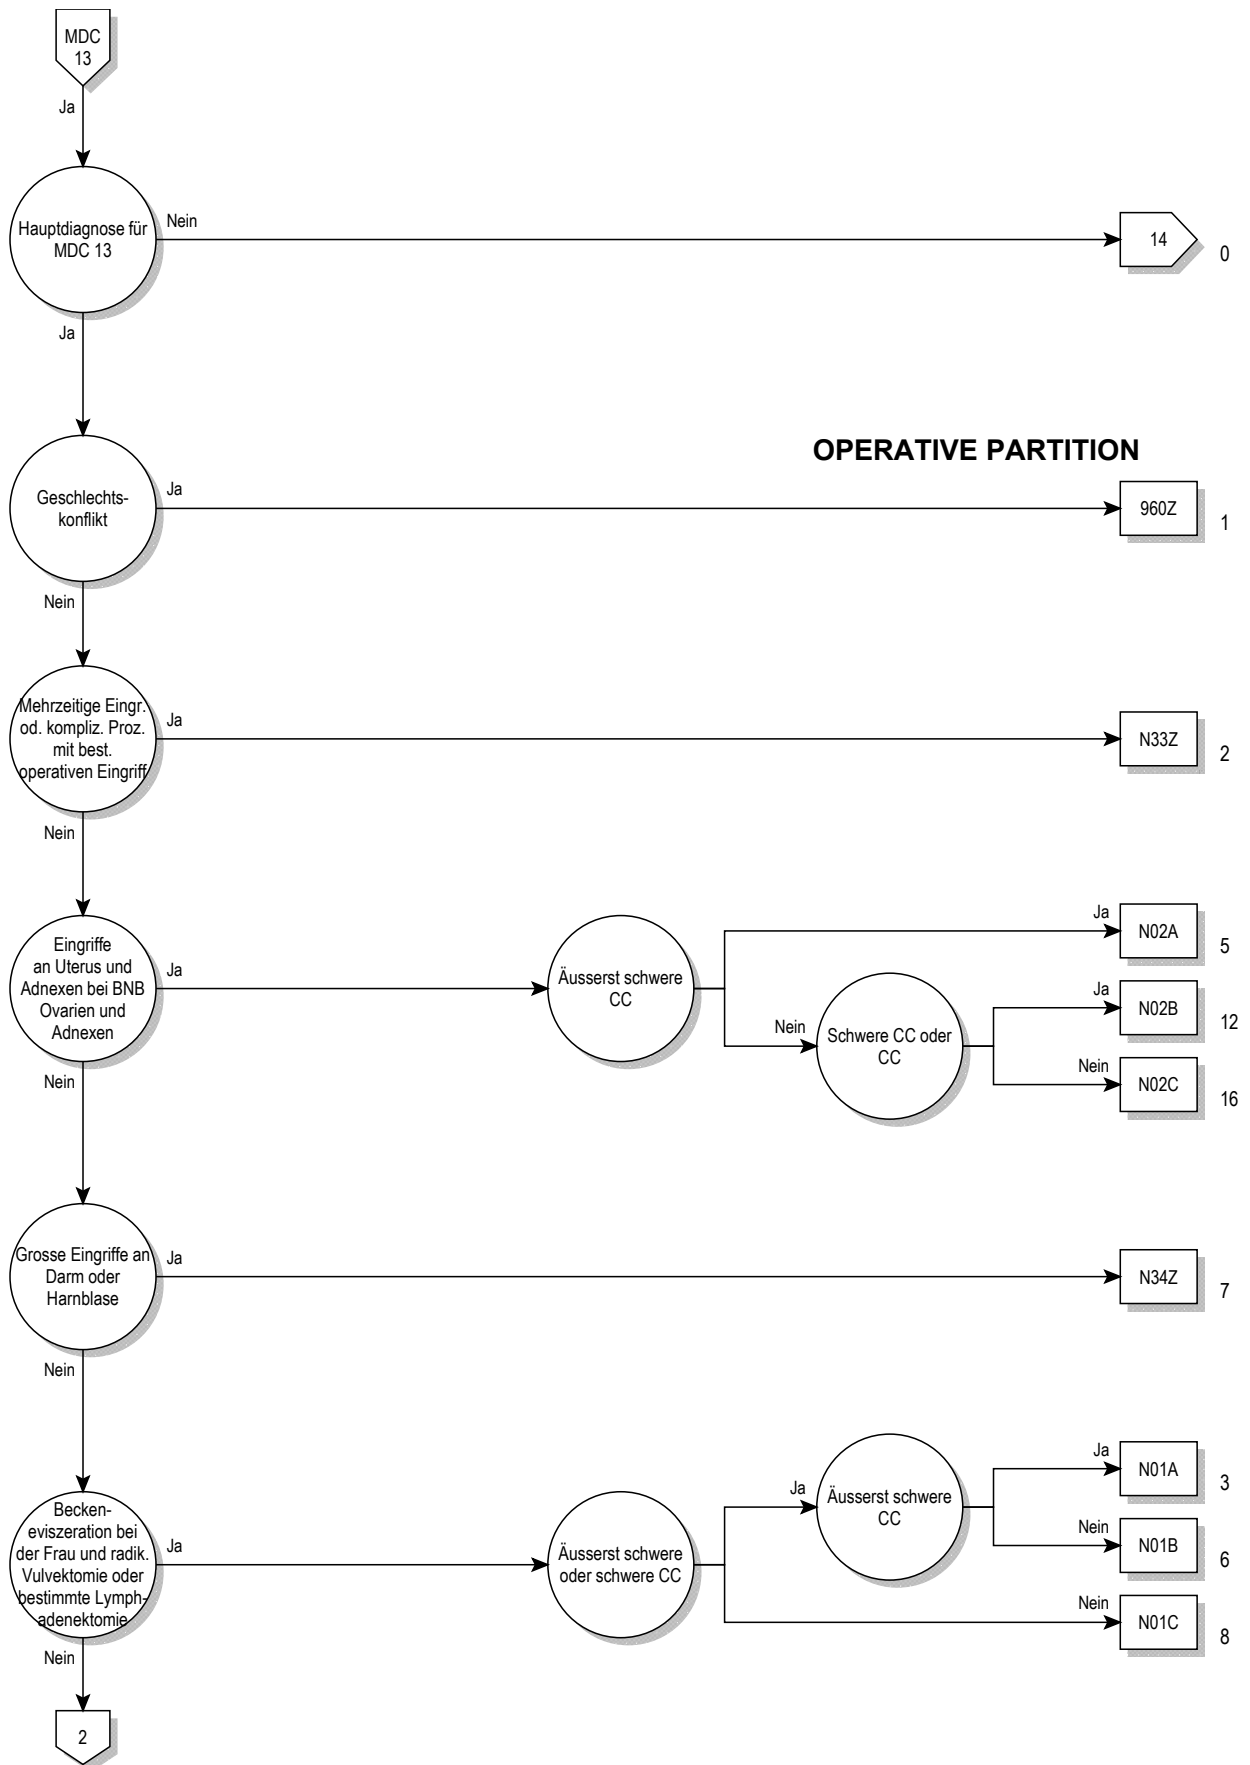 MDC
13
Ja
Hauptdiagnose für
MDC 13
Nein
14
0
Ja
OPERATIVE PARTITION
Geschlechts-
konflikt
Ja
960Z
1
Nein
Mehrzeitige Eingr.
od. kompliz. Proz.
mit best.
operativen Eingriff
Ja
N33Z
2
Nein
Eingriffe
an Uterus und
Adnexen bei BNB
Ovarien und
Adnexen
Ja
Äusserst schwere
CC
Ja
N02A
5
Nein
Schwere CC oder
CC
Ja
N02B
12
Nein
N02C
16
Nein
Grosse Eingriffe an
Darm oder
Harnblase
Ja
N34Z
7
Nein
Becken-
eviszeration bei
der Frau und radik.
Vulvektomie oder
bestimmte Lymph-
adenektomie
Ja
Äusserst schwere
oder schwere CC
Ja
Äusserst schwere
CC
Ja
N01A
3
Nein
N01B
6
Nein
N01C
8
Nein
2